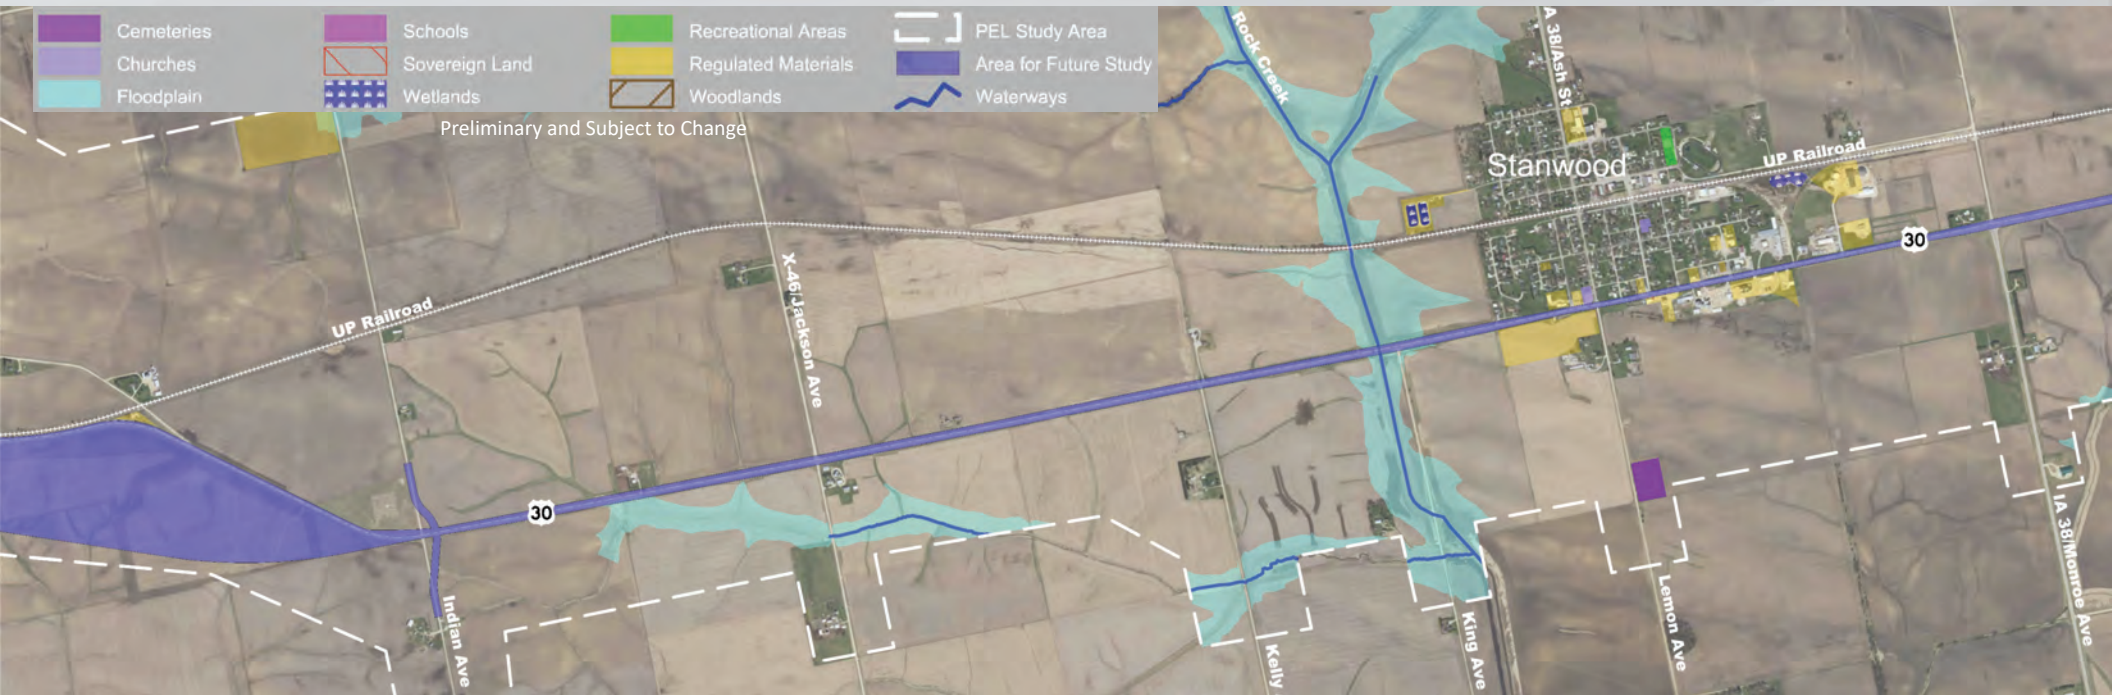 Cemeteries
Schools
Recreational Areas
PEL Study Area
Churches
Sovereign Land
Regulated Materials
Area for Future Study
Floodplain
Wetlands
Woodlands
Waterways
Preliminary and Subject to Change
Rock Creek
A 38/Ash St
Stanwood
UP Railroad
30
X-46/Jackson Ave
UP Railroad
30
Indian Ave
Kelly
King Ave
Lemon Ave
IA 38/Monroe Ave